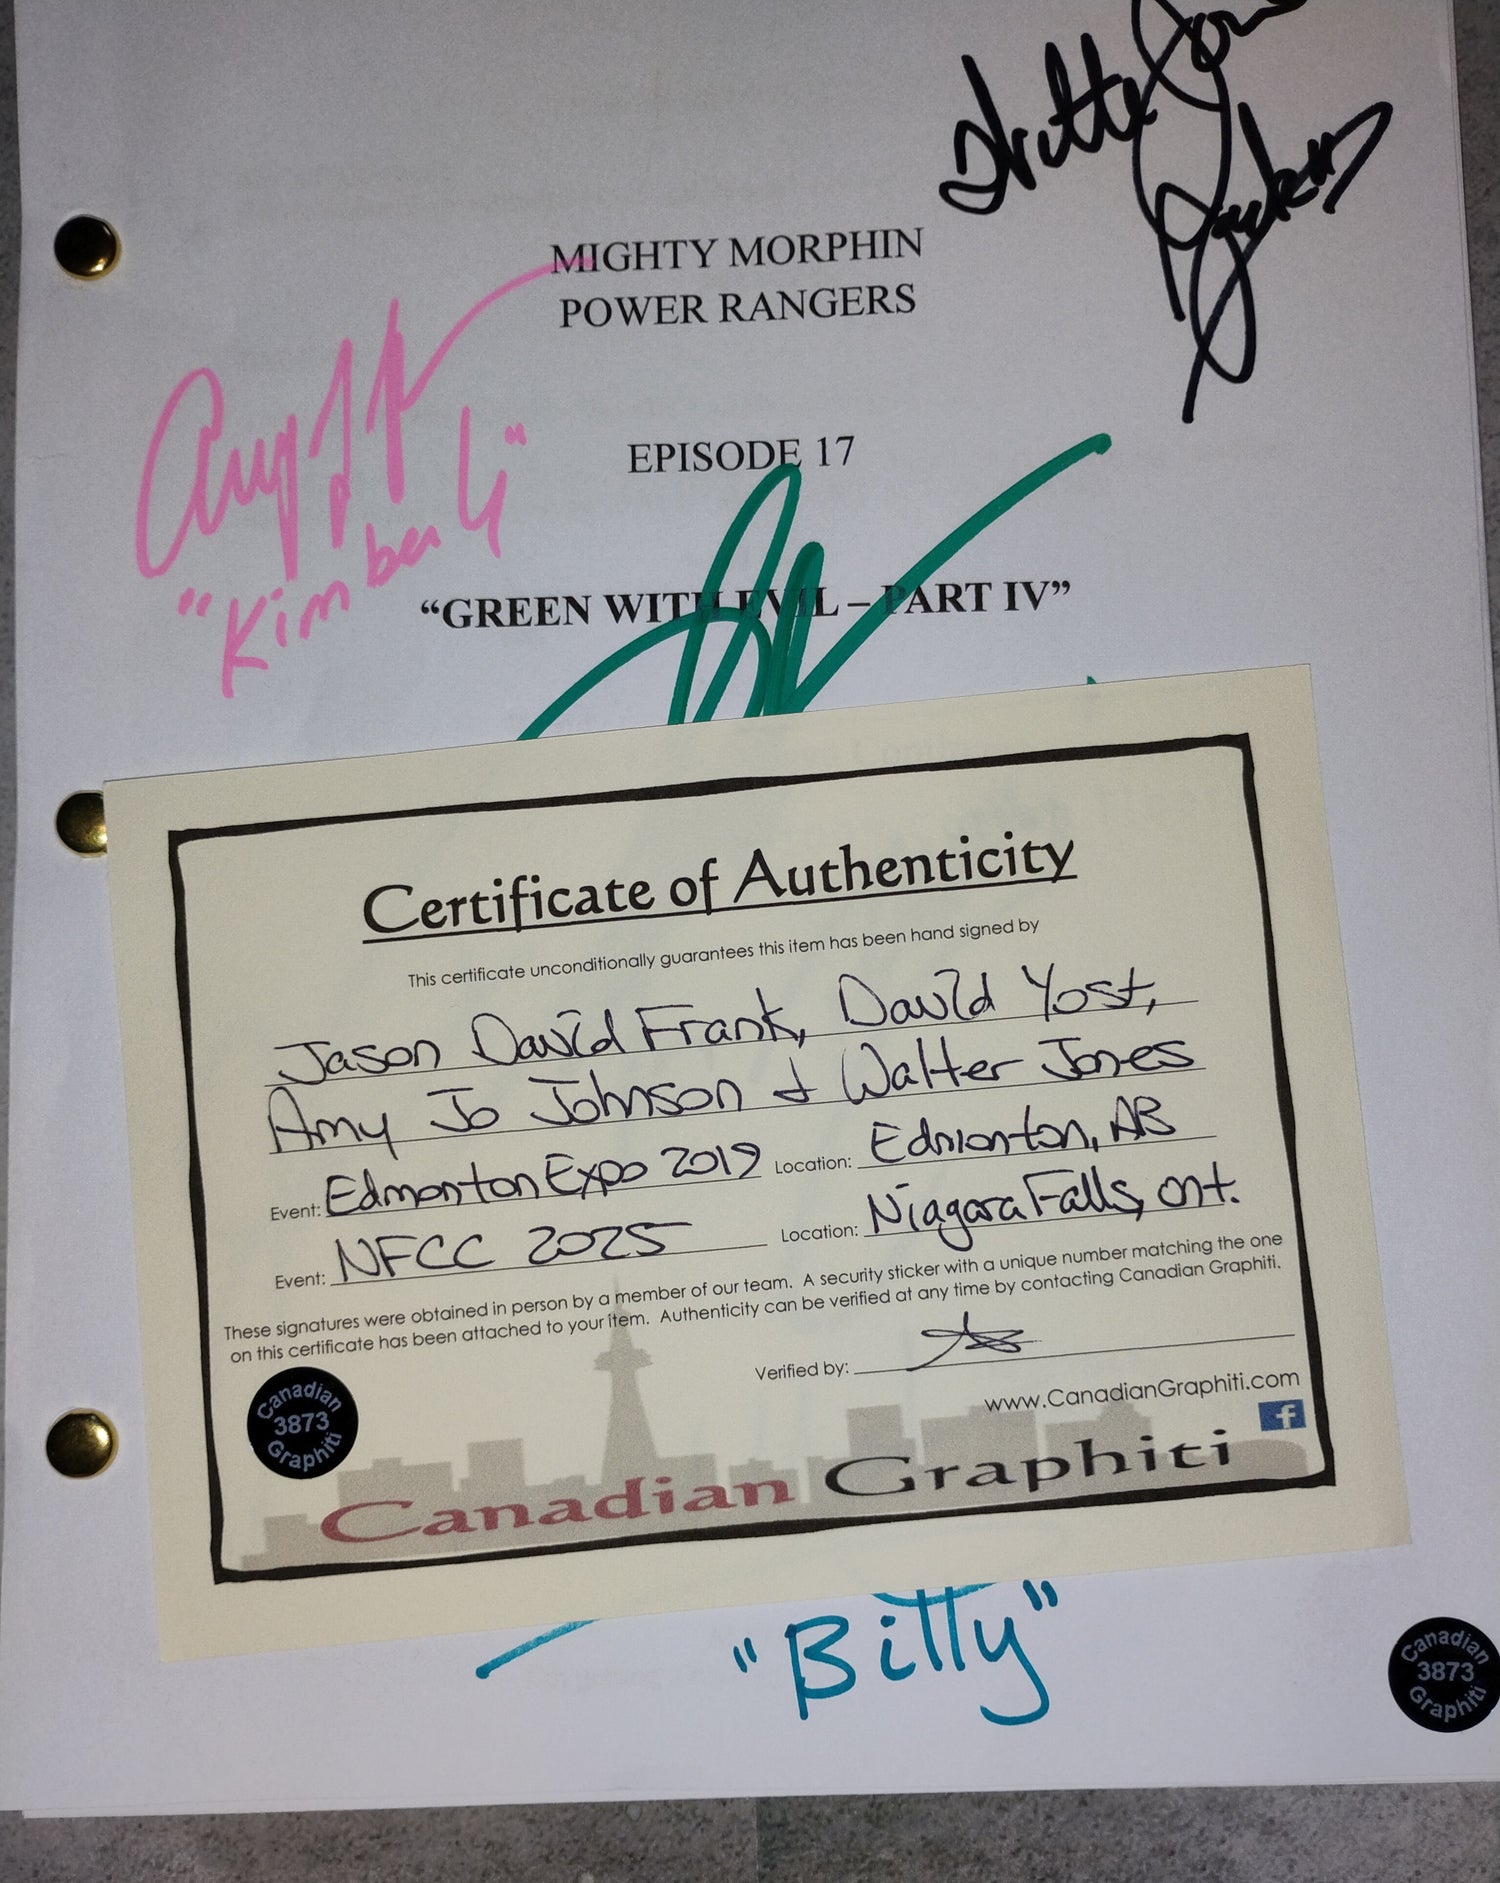 Walter Jones
Jackson
MIGHTY MORPHIN
POWER RANGERS
Amy J J
"Kimberly"
EPISODE 17
"GREEN WITH EVIL – PART IV"
Certificate of Authenticity
This certificate unconditionally guarantees this item has been hand signed by
Jason David Frank, David Yost,
Amy Jo Johnson & Walter Jones
Event: Edmonton Expo 2019 Location: Edmonton, AB
Event: NFCC 2025 Location: Niagara Falls, Ont.
These signatures were obtained in person by a member of our team. A security sticker with a unique number matching the one
on this certificate has been attached to your item. Authenticity can be verified at any time by contacting Canadian Graphiti.
Verified by:
www.CanadianGraphiti.com
f
Canadian
3873
Graphiti
Canadian Graphiti
"Billy"
Canadian
3873
Graphiti